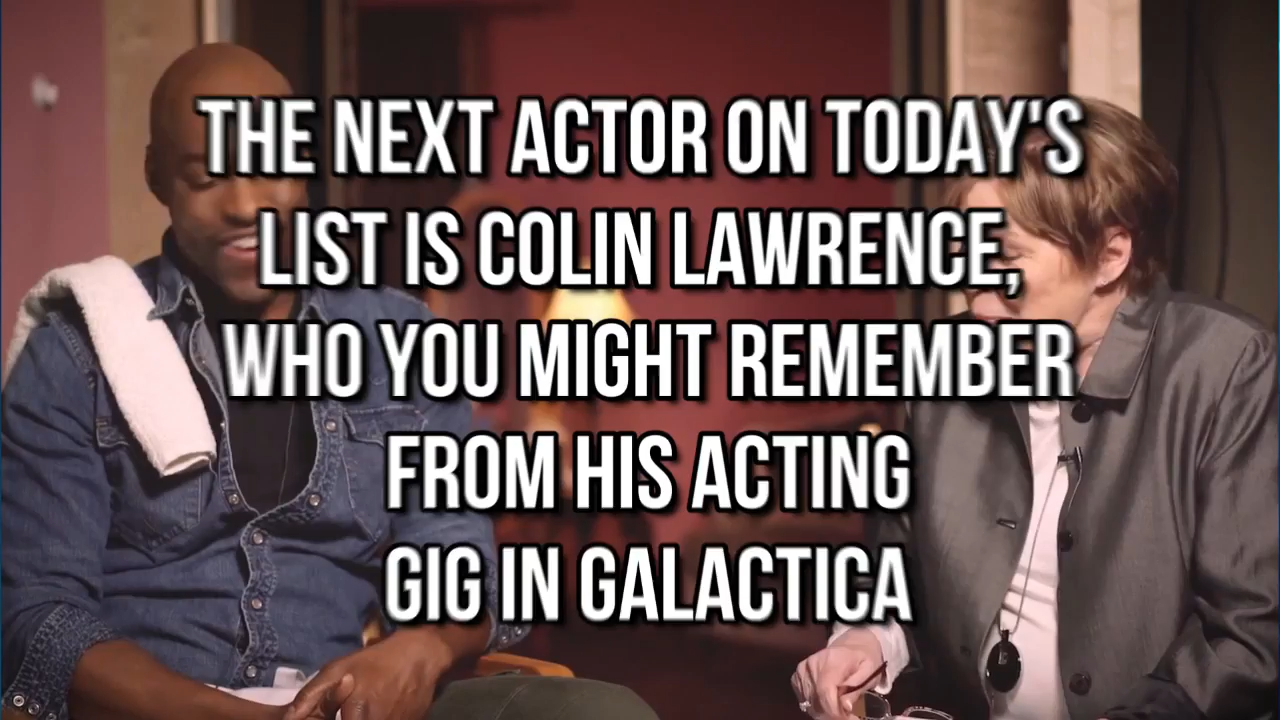 THE NEXT ACTOR ON TODAY'S
LIST IS COLIN LAWRENCE,
WHO YOU MIGHT REMEMBER
FROM HIS ACTING
GIG IN GALACTICA